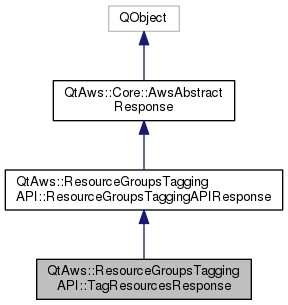 QObject
QtAws::Core::AwsAbstract
Response
QtAws::ResourceGroupsTagging
API::ResourceGroupsTaggingAPIResponse
QtAws::ResourceGroupsTagging
API::TagResourcesResponse